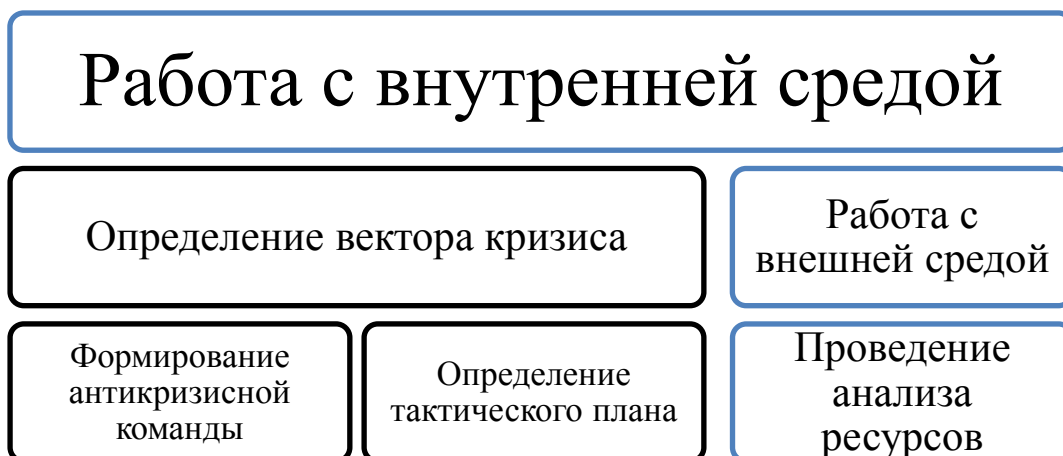 Работа с внутренней средой
Определение вектора кризиса
Работа с
внешней средой
Формирование
антикризисной
команды
Определение
тактического плана
Проведение
анализа
ресурсов